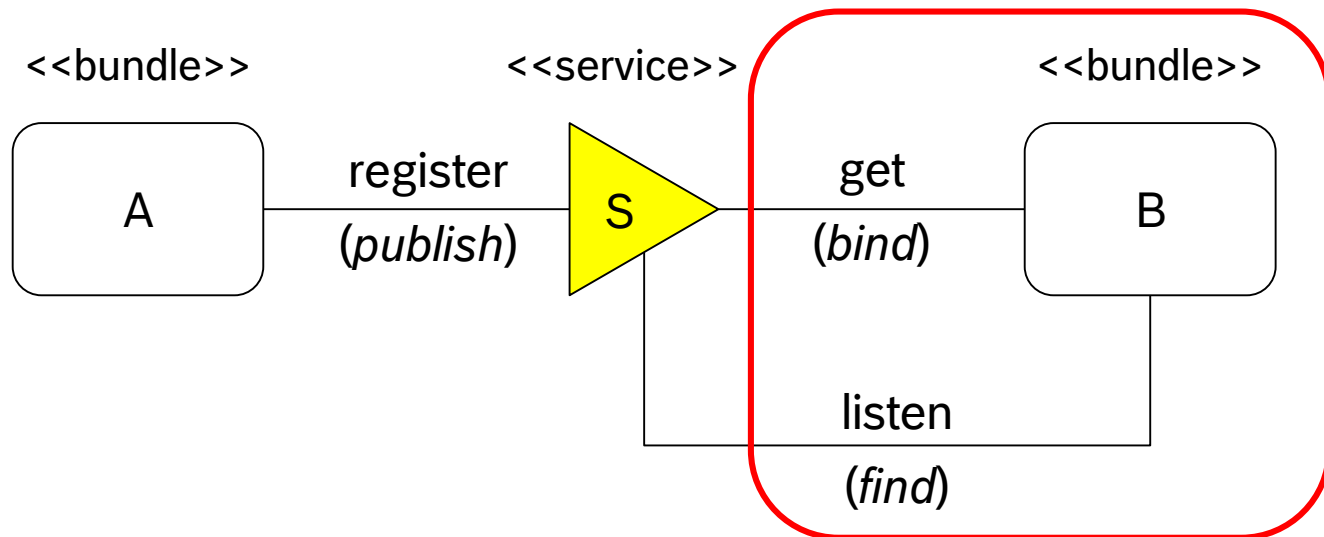 <<bundle>>
<<service>>
<<bundle>>
A
register
(publish)
S
get
(bind)
B
listen
(find)